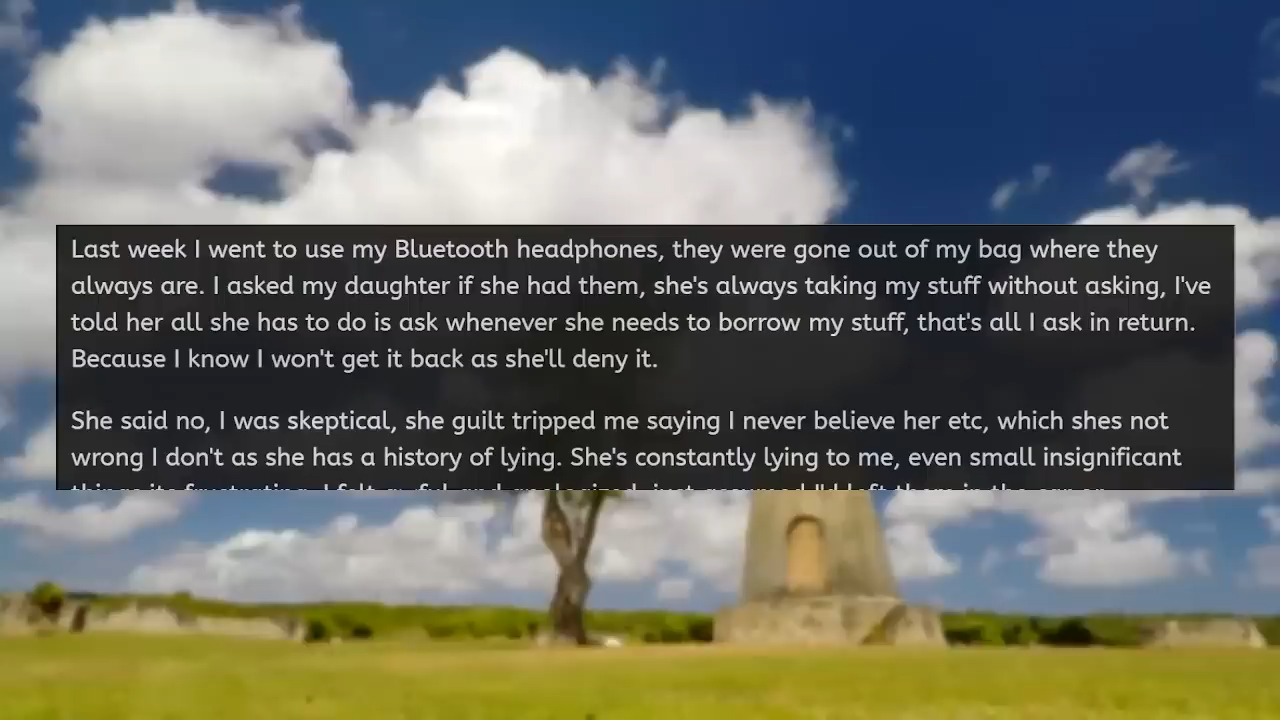 Last week I went to use my Bluetooth headphones, they were gone out of my bag where they
always are. I asked my daughter if she had them, she's always taking my stuff without asking, I've
told her all she has to do is ask whenever she needs to borrow my stuff, that's all I ask in return.
Because I know I won't get it back as she'll deny it.
She said no, I was skeptical, she guilt tripped me saying I never believe her etc, which shes not
wrong I don't as she has a history of lying. She's constantly lying to me, even small insignificant